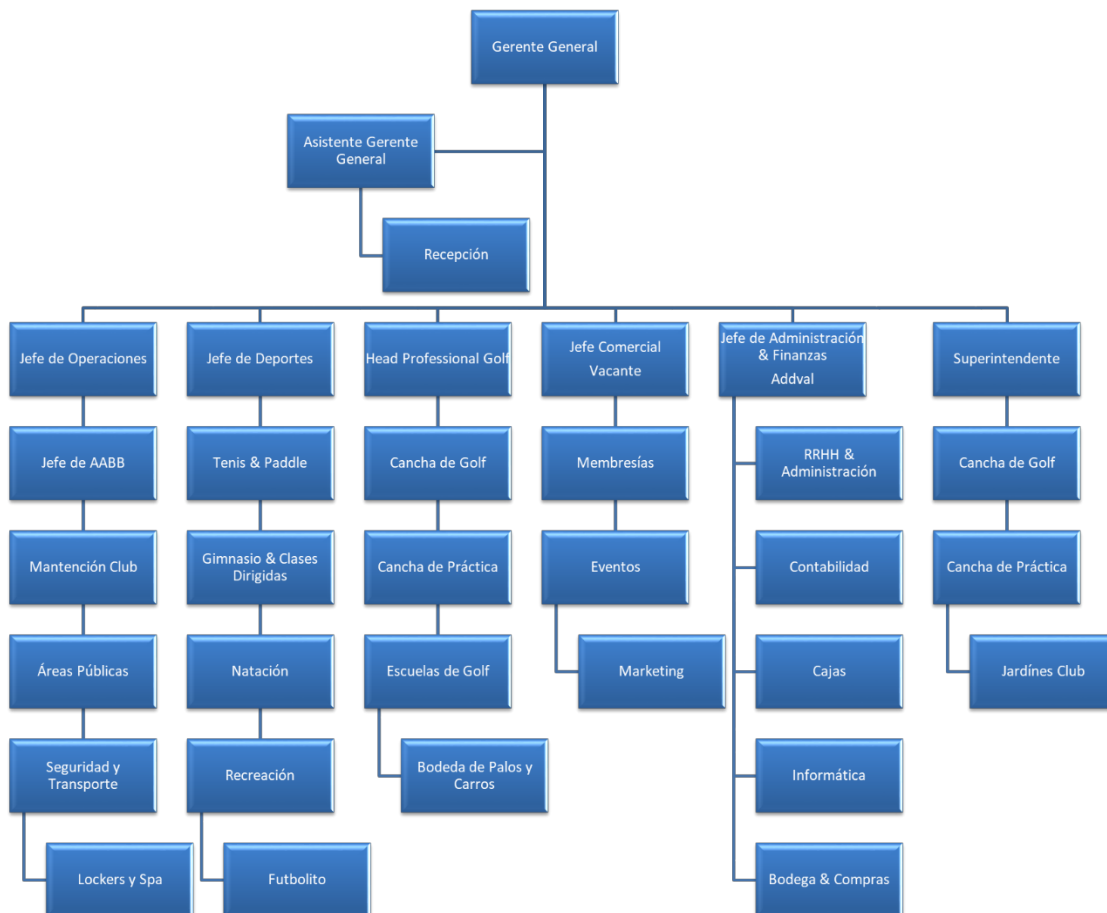 Gerente General
Asistente Gerente
General
Recepción
Jefe de Operaciones
Jefe de AABB
Mantención Club
Áreas Públicas
Seguridad y
Transporte
Lockers y Spa
Jefe de Deportes
Tenis & Paddle
Gimnasio & Clases
Dirigidas
Natación
Recreación
Futbolito
Head Professional Golf
Cancha de Golf
Cancha de Práctica
Escuelas de Golf
Bodeda de Palos y
Carros
Jefe Comercial
Vacante
Membresías
Eventos
Marketing
Jefe de Administración
& Finanzas
Addval
RRHH &
Administración
Contabilidad
Cajas
Informática
Bodega & Compras
Superintendente
Cancha de Golf
Cancha de Práctica
Jardínes Club